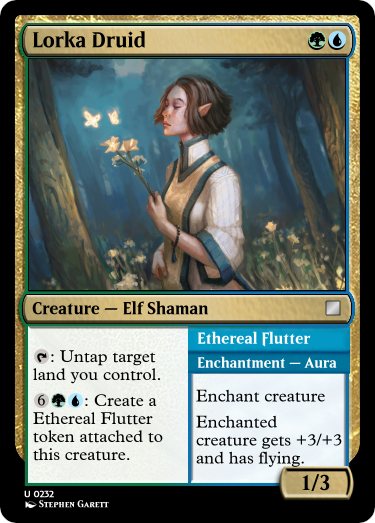 Lorka Druid
Creature — Elf Shaman
: Untap target
land you control.
6: Create a
Ethereal Flutter
token attached to
this creature.
Ethereal Flutter
Enchantment — Aura
Enchant creature
Enchanted
creature gets +3/+3
and has flying.
1/3
U 0232
Stephen Garett